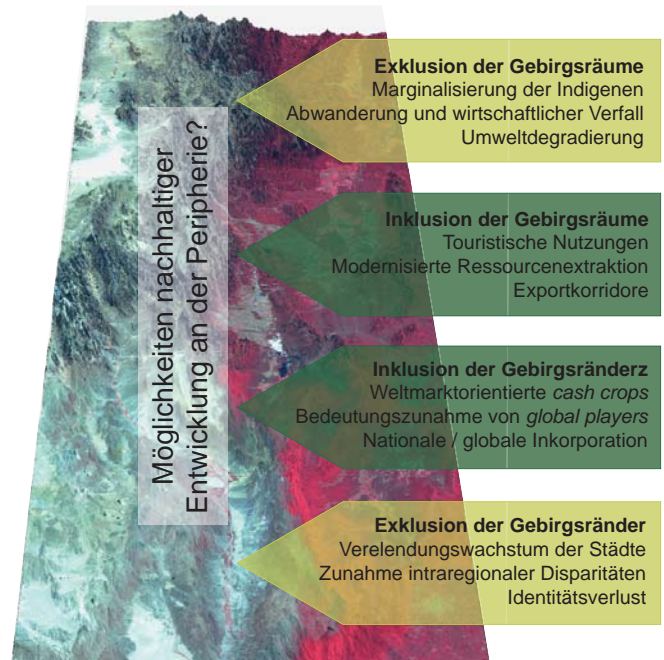 Exklusion der Gebirgsräume
Marginalisierung der Indigenen
Abwanderung und wirtschaftlicher Verfall
Umweltdegradierung
Möglichkeiten nachhaltiger
Entwicklung an der Peripherie?
Inklusion der Gebirgsräume
Touristische Nutzungen
Modernisierte Ressourcenextraktion
Exportkorridore
Inklusion der Gebirgsränderz
Weltmarktorientierte cash crops
Bedeutungszunahme von global players
Nationale / globale Inkorporation
Exklusion der Gebirgsränder
Verelendungswachstum der Städte
Zunahme intraregionaler Disparitäten
Identitätsverlust